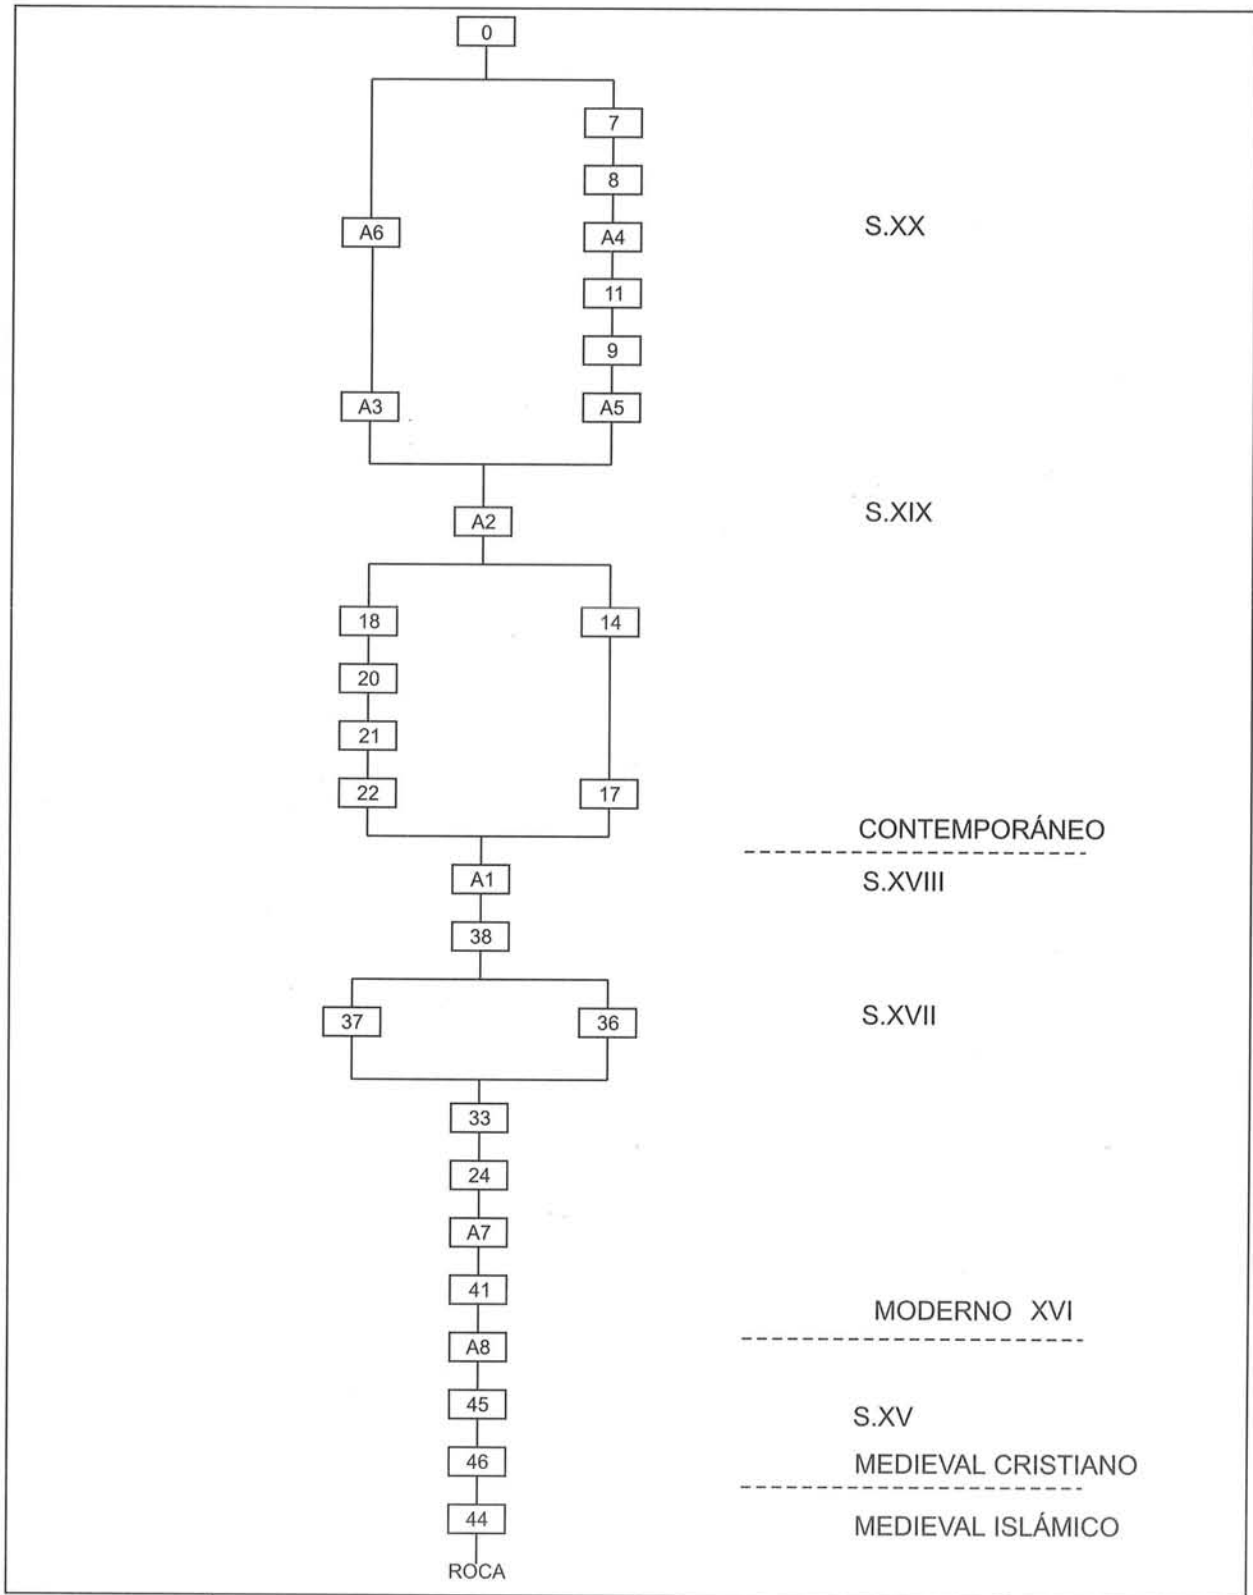 0
7
8
A6
A4
S.XX
11
9
A3
A5
A2
S.XIX
18
14
20
21
22
17
CONTEMPORÁNEO
A1
S.XVIII
38
37
36
S.XVII
33
24
A7
41
MODERNO XVI
A8
45
S.XV
46
MEDIEVAL CRISTIANO
44
MEDIEVAL ISLÁMICO
ROCA